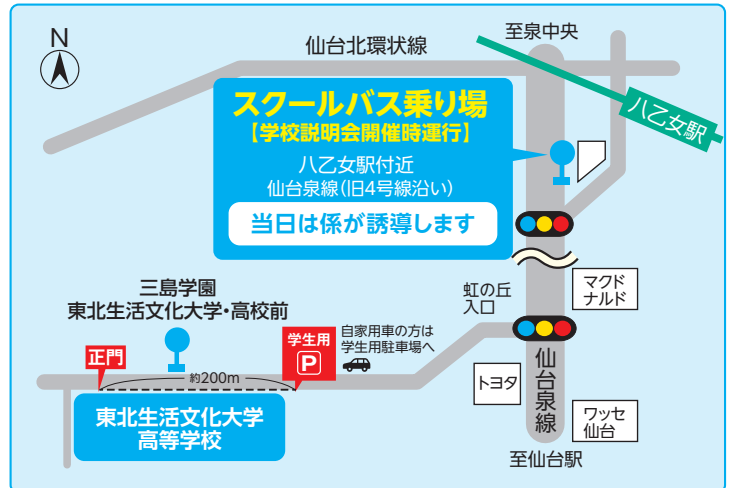 N
仙台北環状線
至泉中央
八乙女駅
スクールバス乗り場
【学校説明会開催時運行】
八乙女駅付近
仙台泉線(旧4号線沿い)
当日は係が誘導します
三島学園
東北生活文化大学・高校前
虹の丘
入口
マクド
ナルド
正門
学生用
P
自家用車の方は
学生用駐車場へ
約200m
仙台泉線
トヨタ
東北生活文化大学
高等学校
ワッセ
仙台
至仙台駅